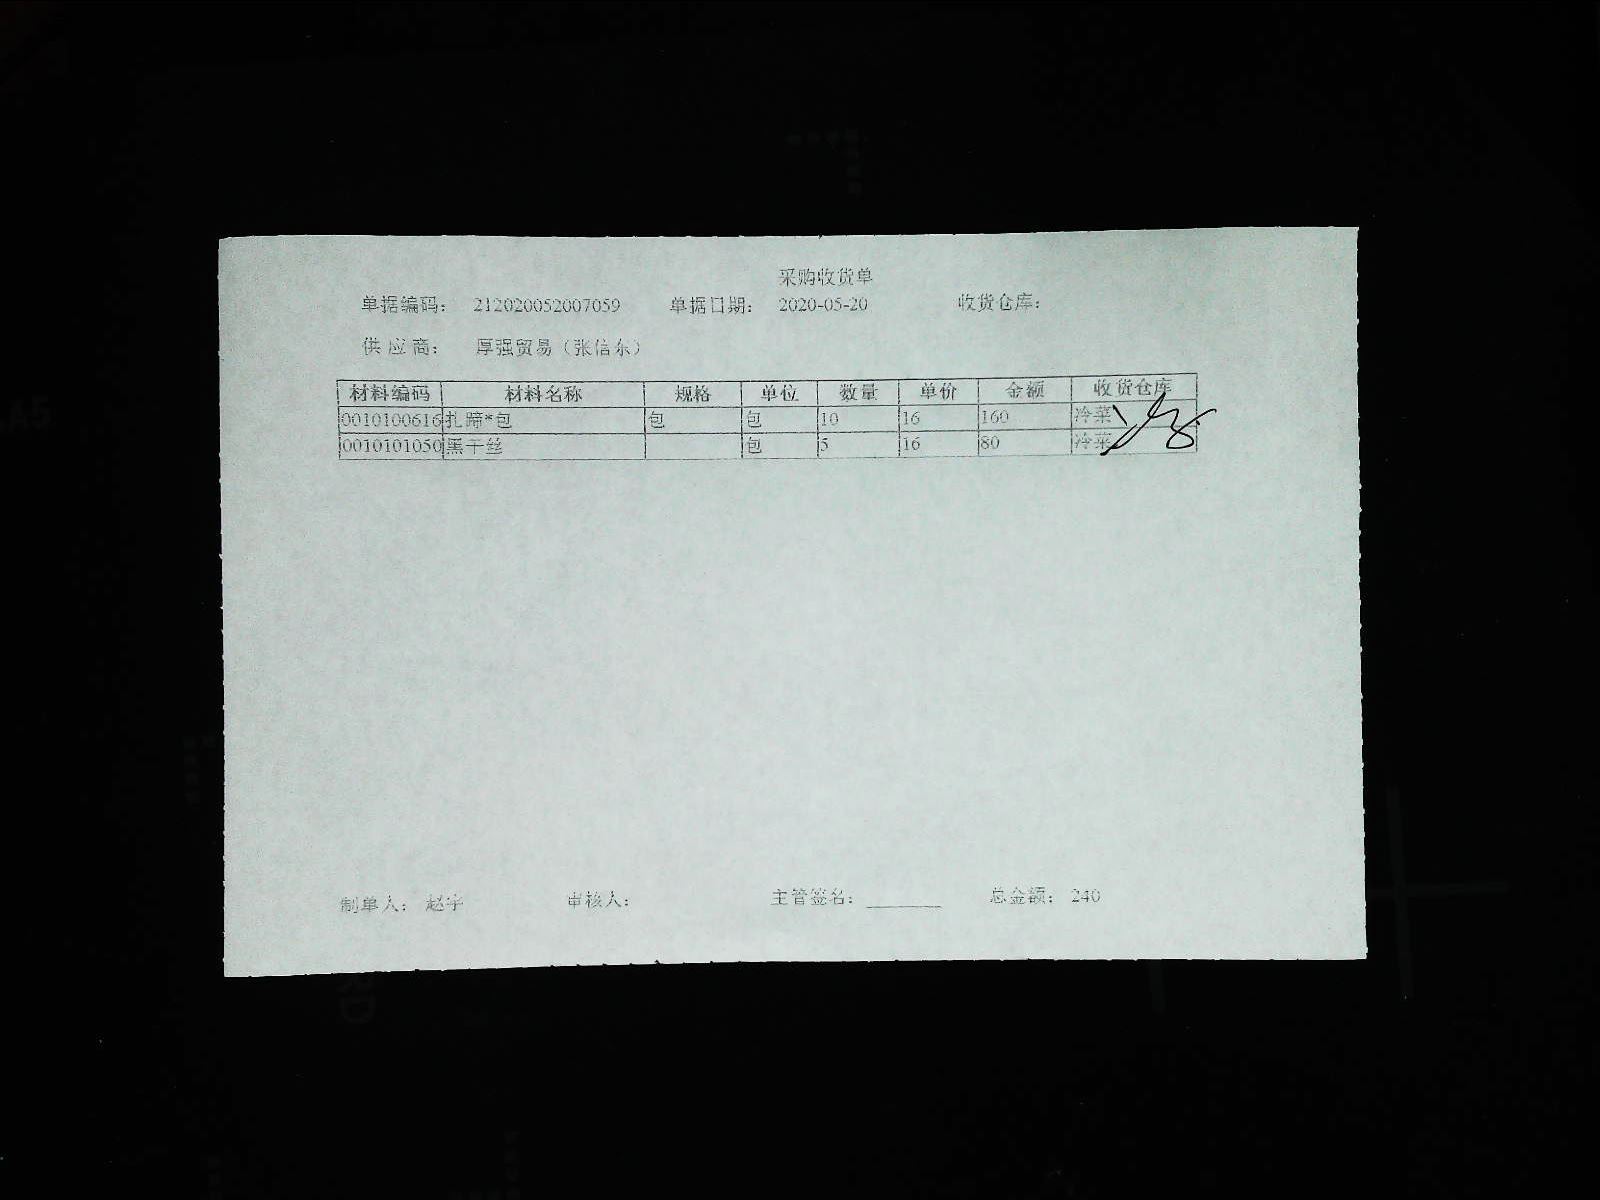 采购收货单
单据编码: 212020052007059 单据日期: 2020-05-20 收货仓库:
供应商: 厚强贸易（张信东）
材料编码 材料名称 规格 单位 数量 单价 金额 收货仓库
0010100616 扎蹄*包 包 包 10 16 160 冷菜
0010101050 黑干丝 包 5 16 80 冷菜
制单人: 赵宇 审核人: 主管签名: 总金额: 240